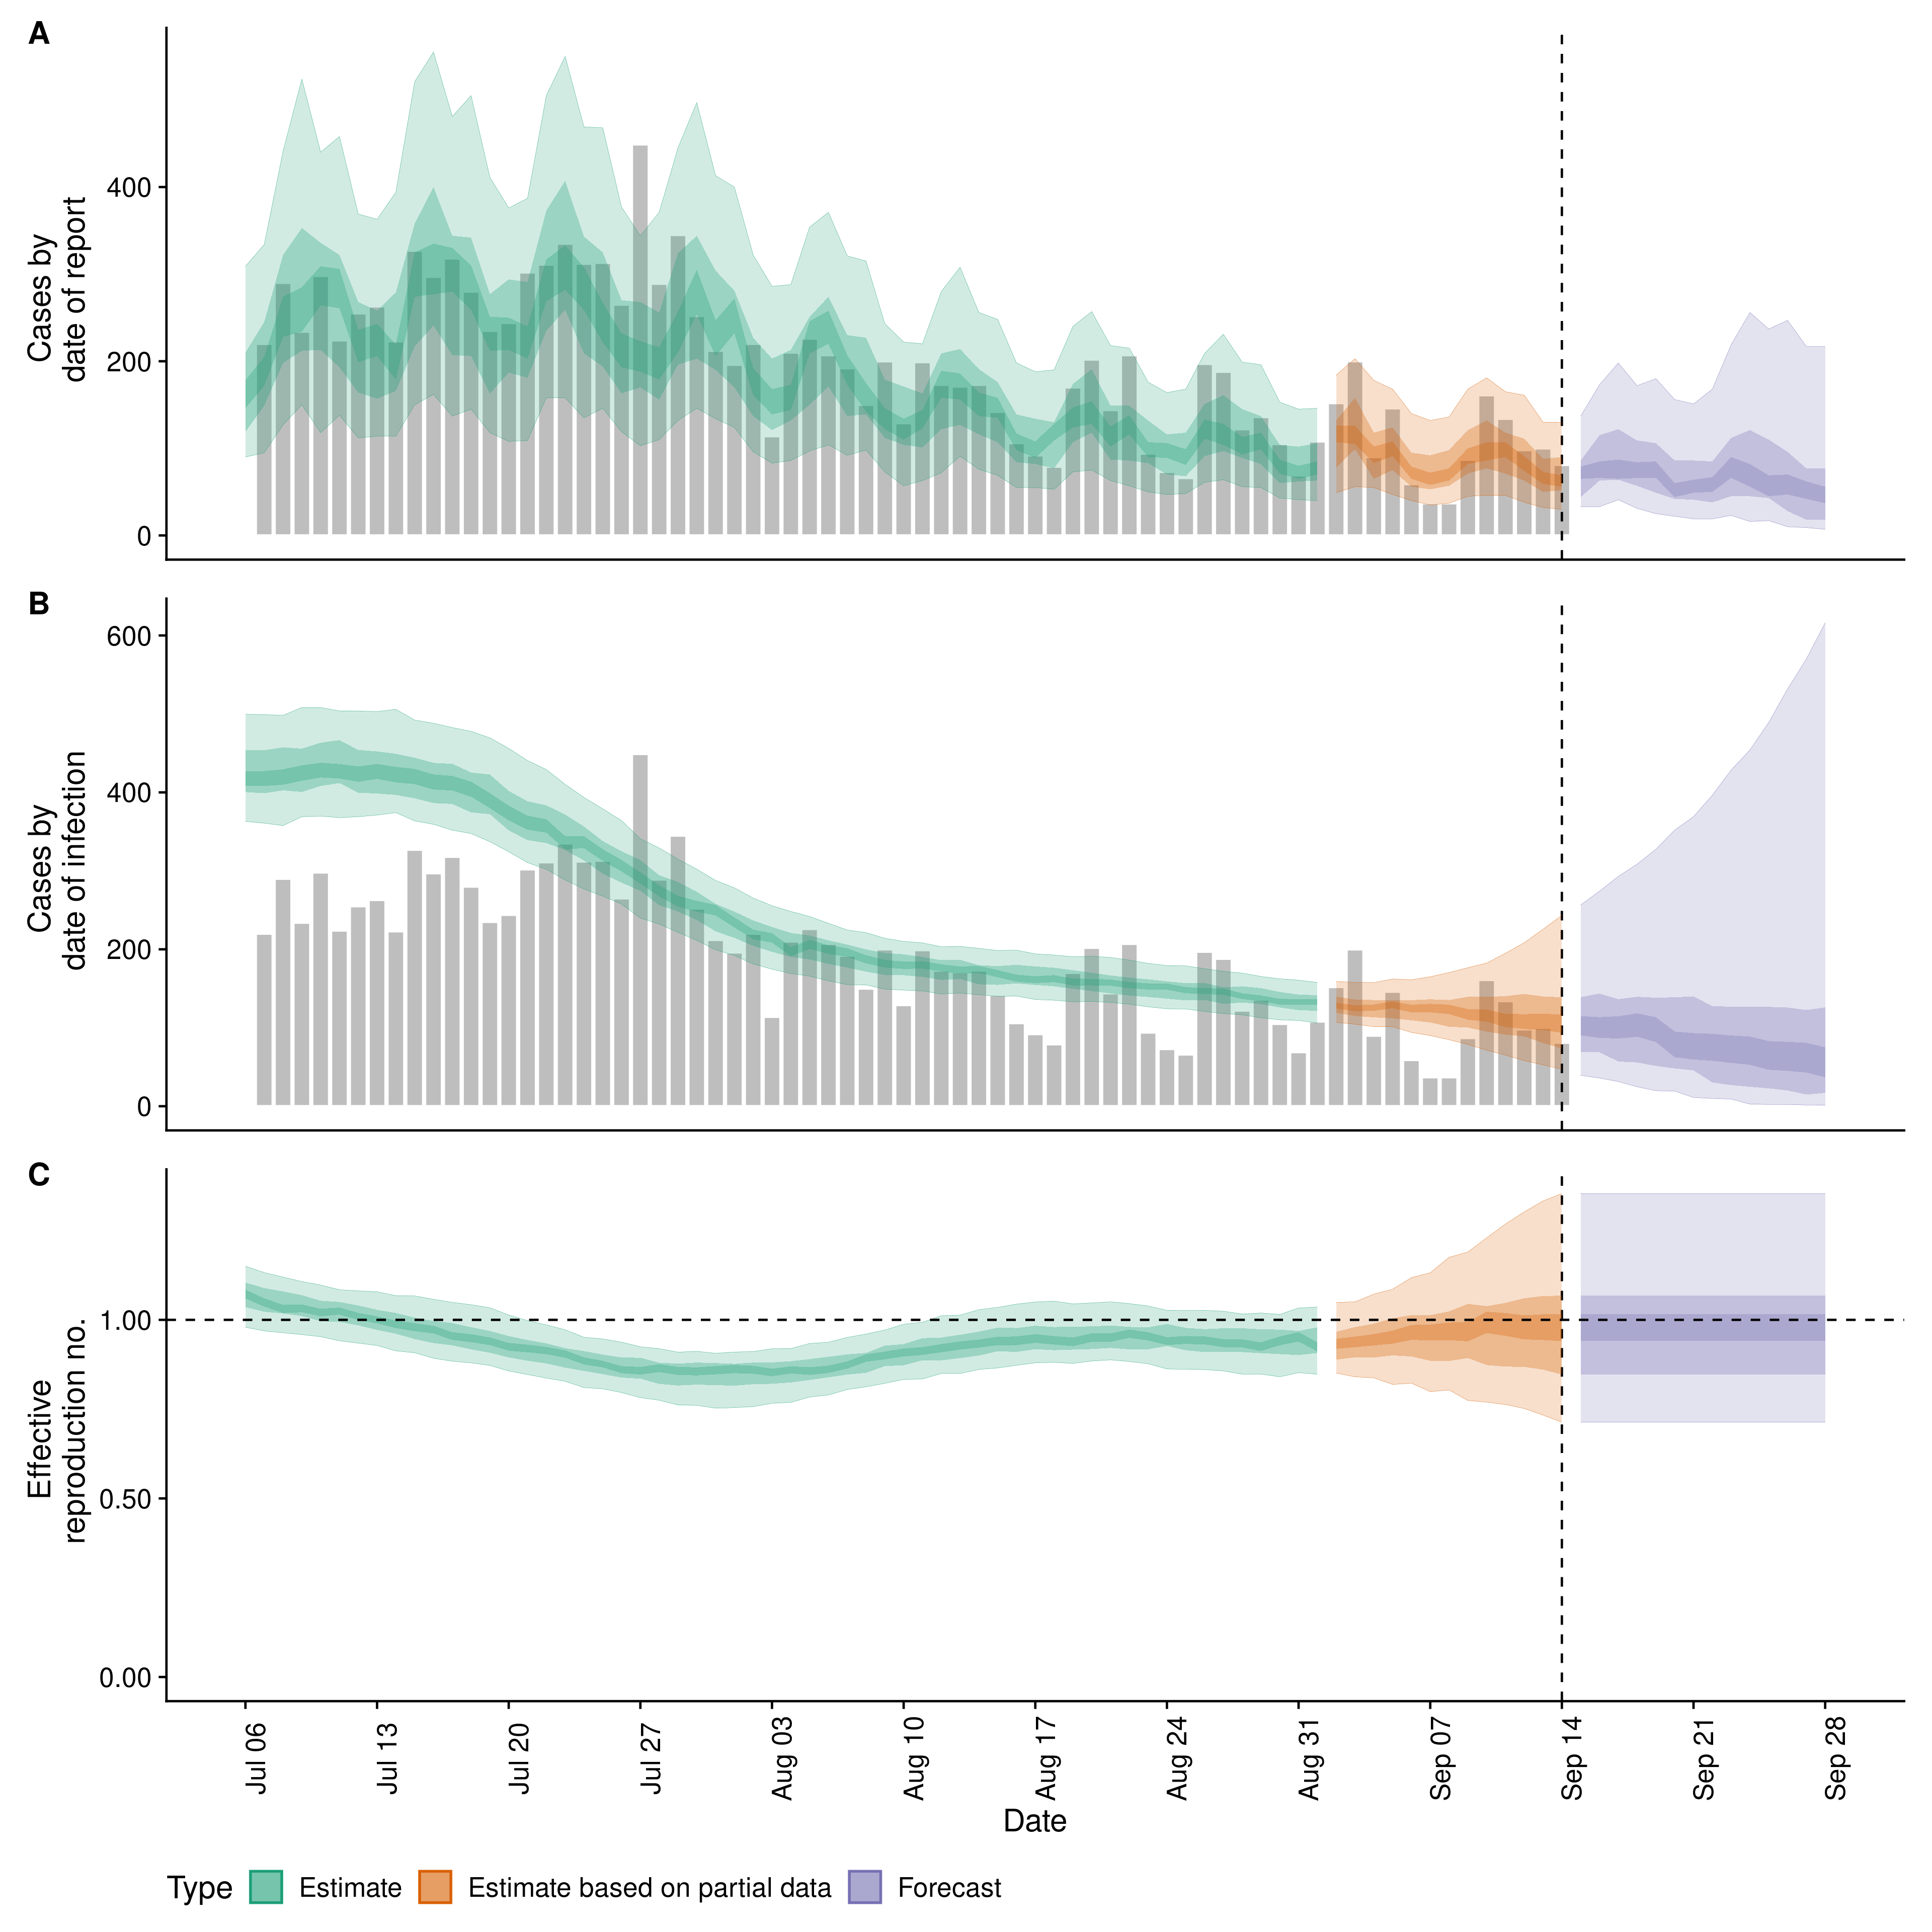 A
Cases by
date of report
400
200
0
B
Cases by
date of infection
600
400
200
0
C
Effective
reproduction no.
1.00
0.50
0.00
Jul 06
Jul 13
Jul 20
Jul 27
Aug 03
Aug 10
Aug 17
Aug 24
Aug 31
Sep 07
Sep 14
Sep 21
Sep 28
Date
Type Estimate Estimate based on partial data Forecast